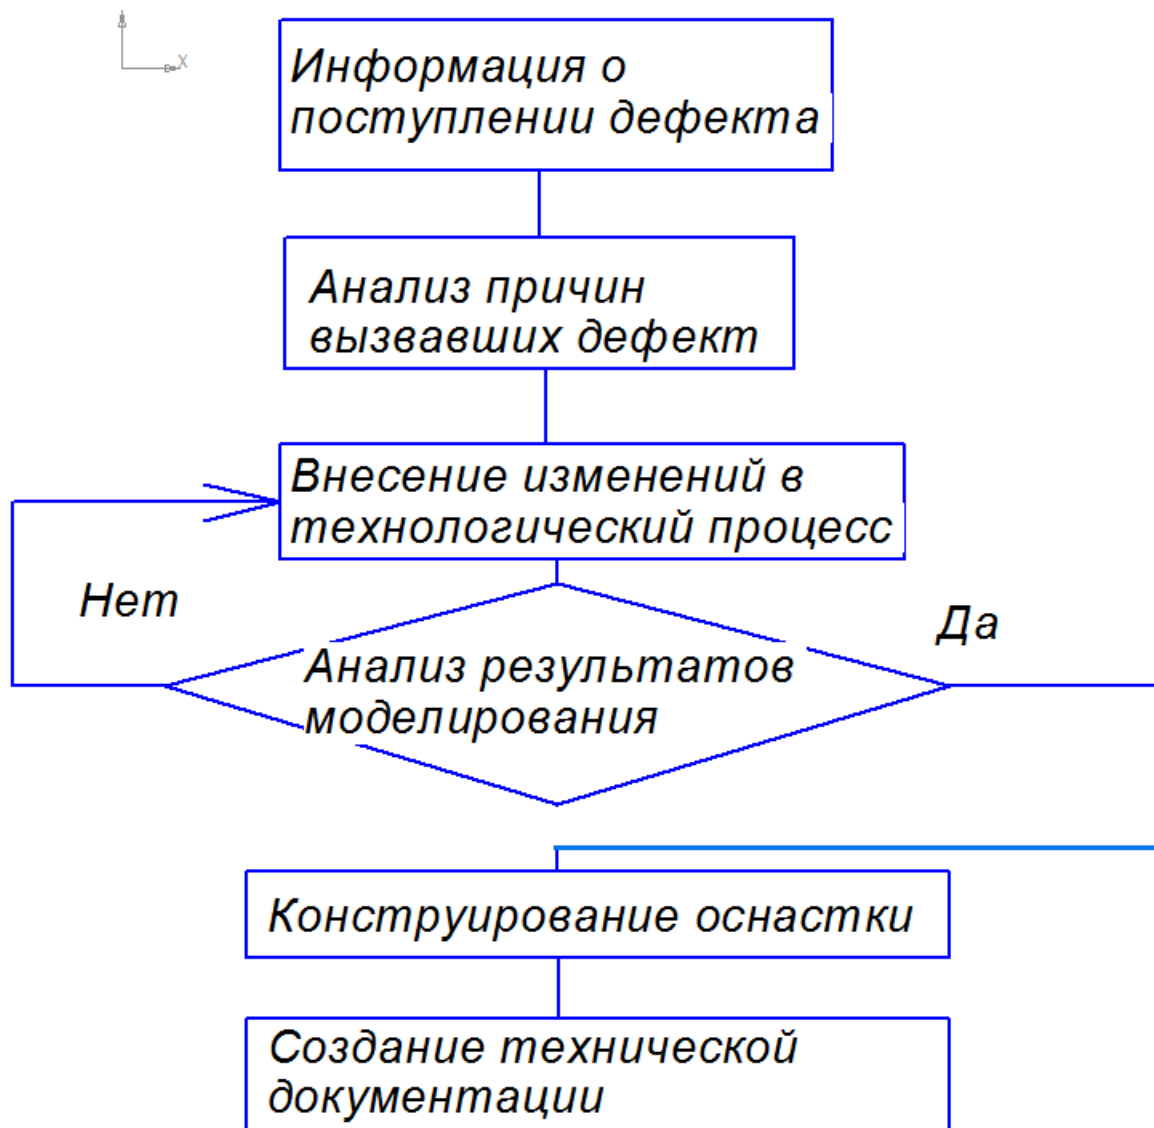 X
Информация о
поступлении дефекта
Анализ причин
вызвавших дефект
Внесение изменений в
технологический процесс
Нет
Да
Анализ результатов
моделирования
Конструирование оснастки
Создание технической
документации